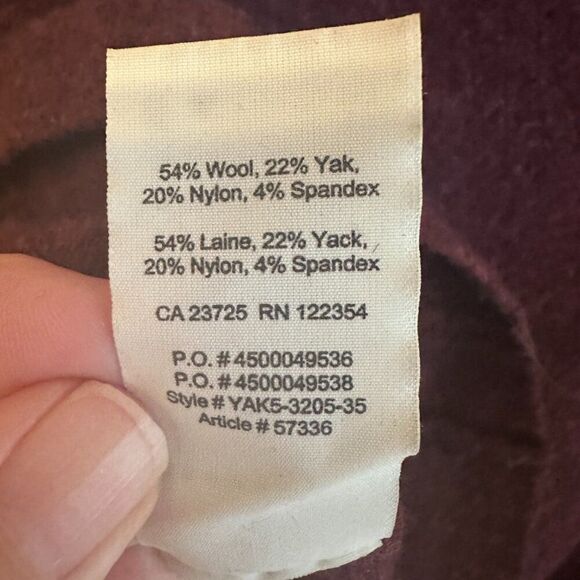 54% Wool, 22% Yak,
20% Nylon, 4% Spandex
54% Laine, 22% Yack,
20% Nylon, 4% Spandex
CA 23725 RN 122354
P.O. # 4500049536
P.O. # 4500049538
Style # YAK5-3205-35
Article # 57336